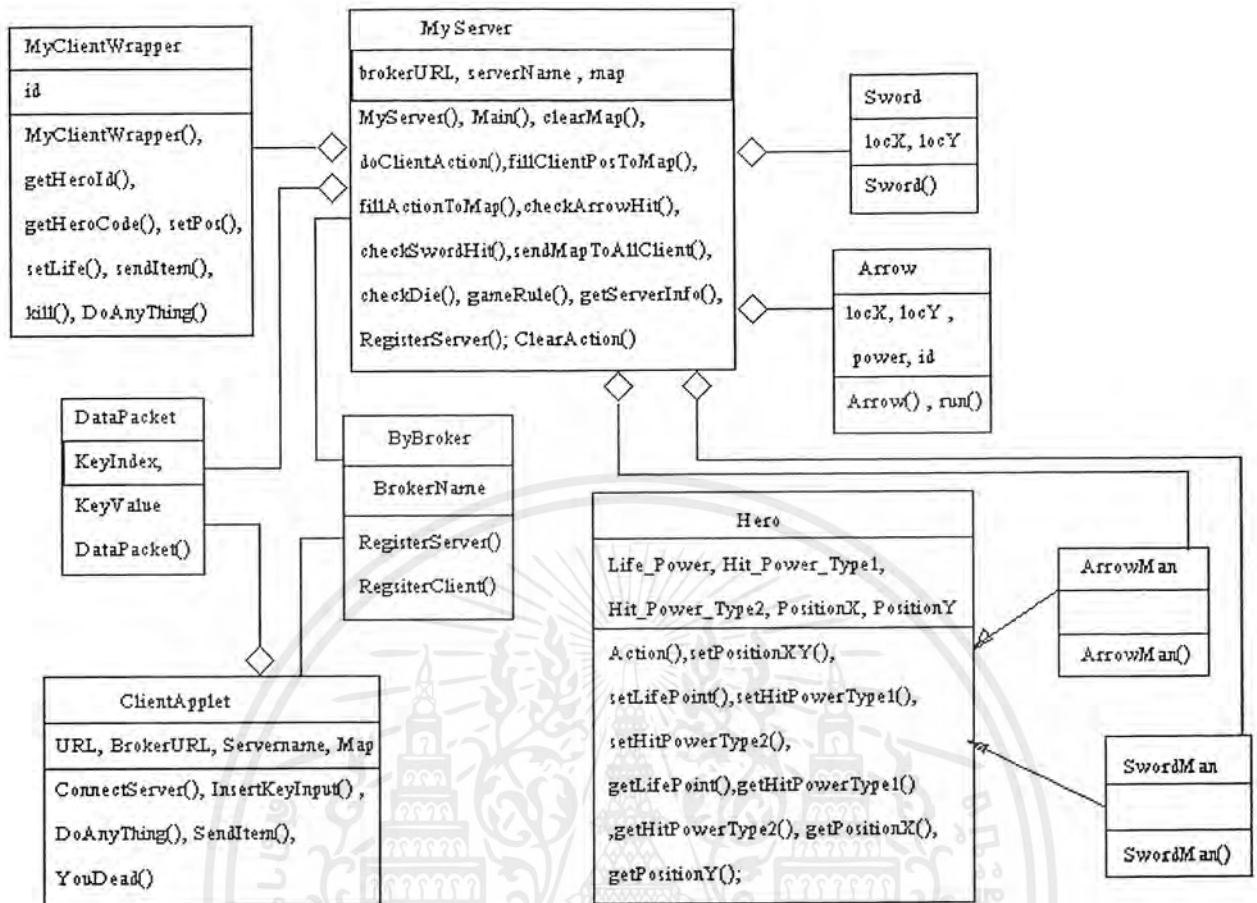 MyClientWrapper
id
MyClientWrapper(),
getHeroId(),
getHeroCode(), setPos(),
setLife(), sendItem(),
kill(), DoAnyThing()
MyServer
brokerURL, serverName , map
MyServer(), Main(), clearMap(),
doClientAction(),fillClientPosToMap(),
fillActionToMap(),checkArrowHit(),
checkSwordHit(),sendMapToAllClient(),
checkDie(), gameRule(), getServerInfo(),
RegisterServer(); ClearAction()
Sword
locX, locY
Sword()
Arrow
locX, locY ,
power, id
Arrow() , run()
DataPacket
KeyIndex,
KeyValue
DataPacket()
ByBroker
BrokerName
RegisterServer()
RegsiterClient()
Hero
Life_Power, Hit_Power_Type1,
Hit_Power_Type2, PositionX, PositionY
Action(),setPositionXY(),
setLifePoint(),setHitPowerType1(),
setHitPowerType2(),
getLifePoint(),getHitPowerType1()
,getHitPowerType2(), getPositionX(),
getPositionY();
ArrowMan
ArrowMan()
SwordMan
SwordMan()
ClientApplet
URL, BrokerURL, Servername, Map
ConnectServer(), InsertKeyInput() ,
DoAnyThing(), SendItem(),
YouDead()